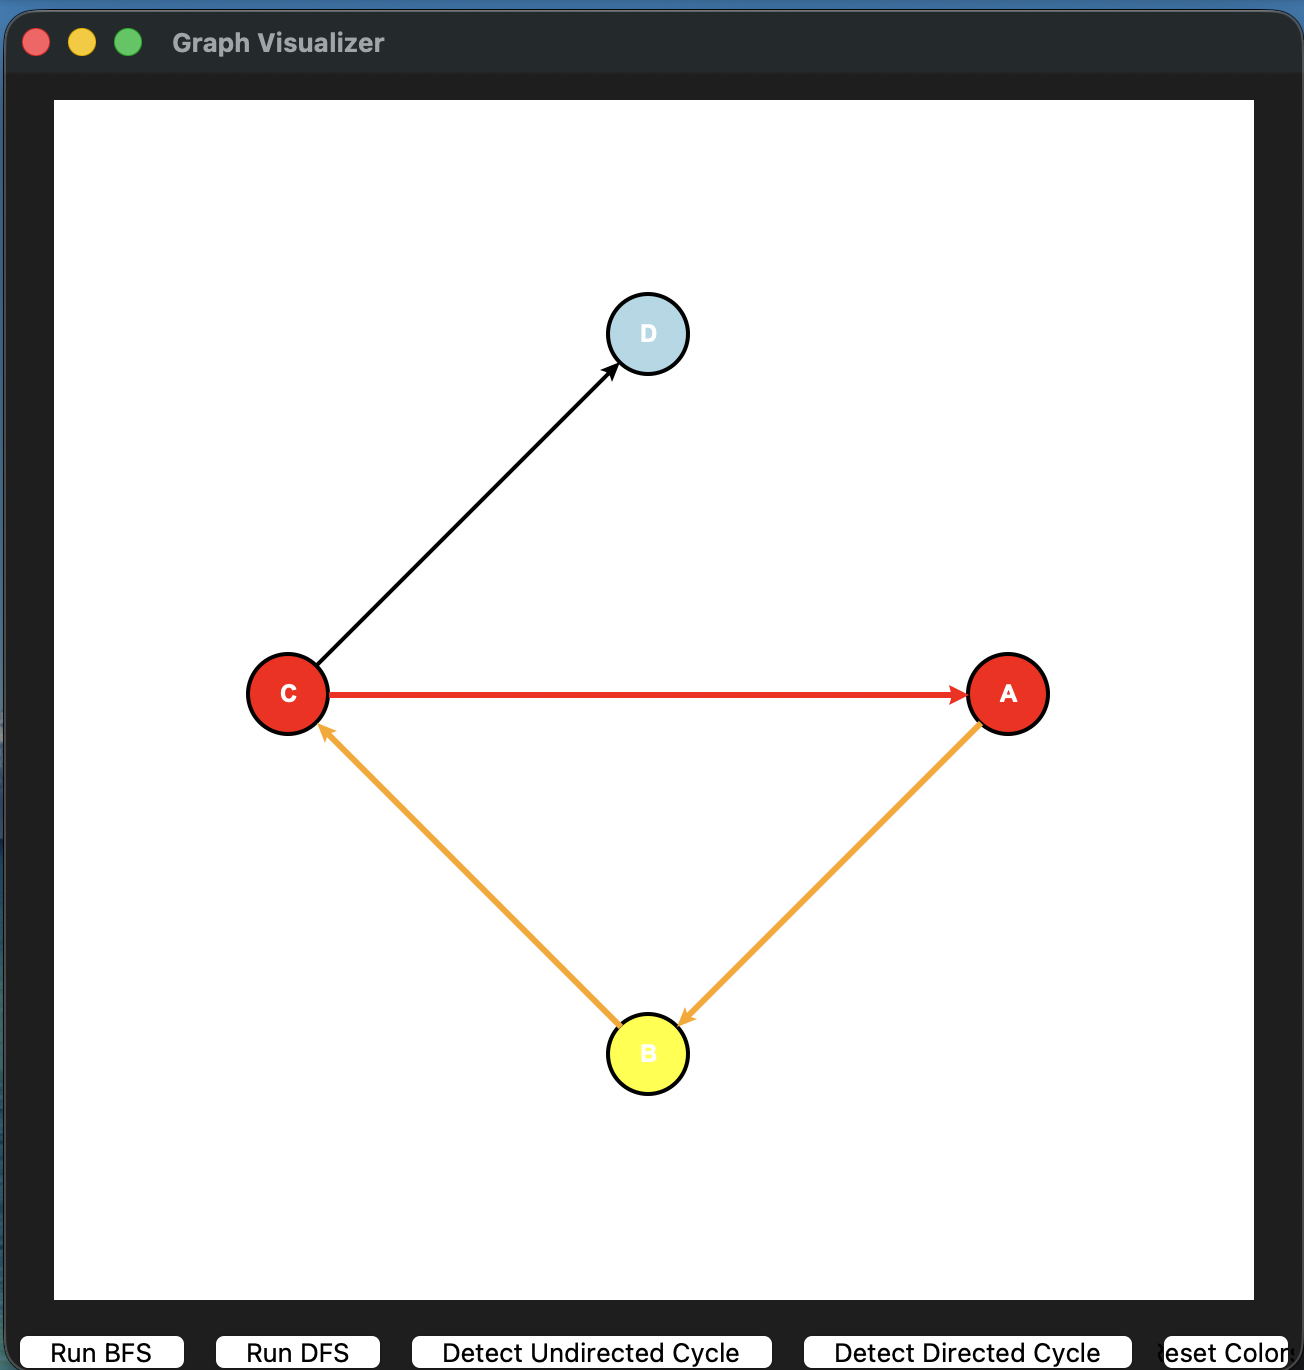 Graph Visualizer
D
C
A
B
Run BFS
Run DFS
Detect Undirected Cycle
Detect Directed Cycle
eset Color